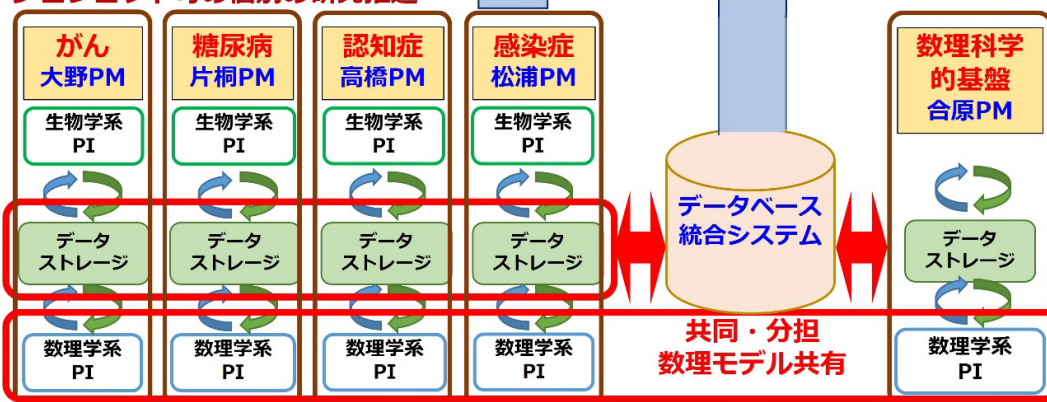 がん
大野PM
糖尿病
片桐PM
認知症
高橋PM
感染症
松浦PM
数理科学
的基盤
合原PM
生物学系
PI
生物学系
PI
生物学系
PI
生物学系
PI
データ
ストレージ
データ
ストレージ
データ
ストレージ
データ
ストレージ
データベース
統合システム
データ
ストレージ
数理学系
PI
数理学系
PI
数理学系
PI
数理学系
PI
共同・分担
数理モデル共有
数理学系
PI